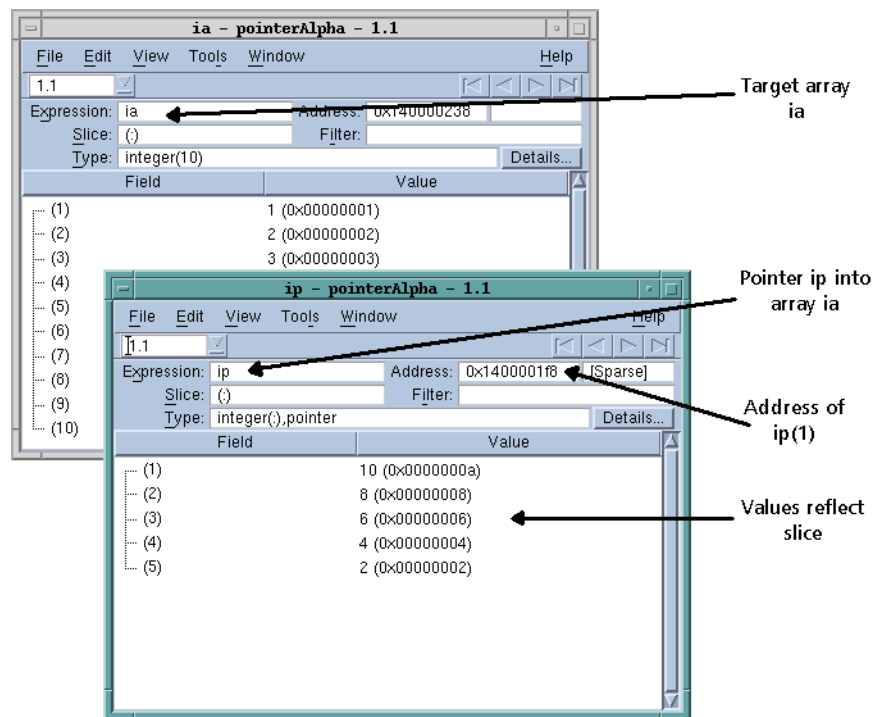 ia - pointerAlpha - 1.1
File Edit View Tools Window Help
1.1
Expression: ia Address: 0x140000238
Slice: (:) Filter:
Type: integer(10) Details...
Field Value
(1) 1 (0x00000001)
(2) 2 (0x00000002)
(3) 3 (0x00000003)
(4)
(5)
(6)
(7)
(8)
(9)
(10)
ip - pointerAlpha - 1.1
File Edit View Tools Window Help
1.1
Expression: ip Address: 0x1400001f8 [Sparse]
Slice: (:) Filter:
Type: integer(:),pointer Details...
Field Value
(1) 10 (0x0000000a)
(2) 8 (0x00000008)
(3) 6 (0x00000006)
(4) 4 (0x00000004)
(5) 2 (0x00000002)
Target array
ia
Pointer ip into
array ia
Address of
ip(1)
Values reflect
slice